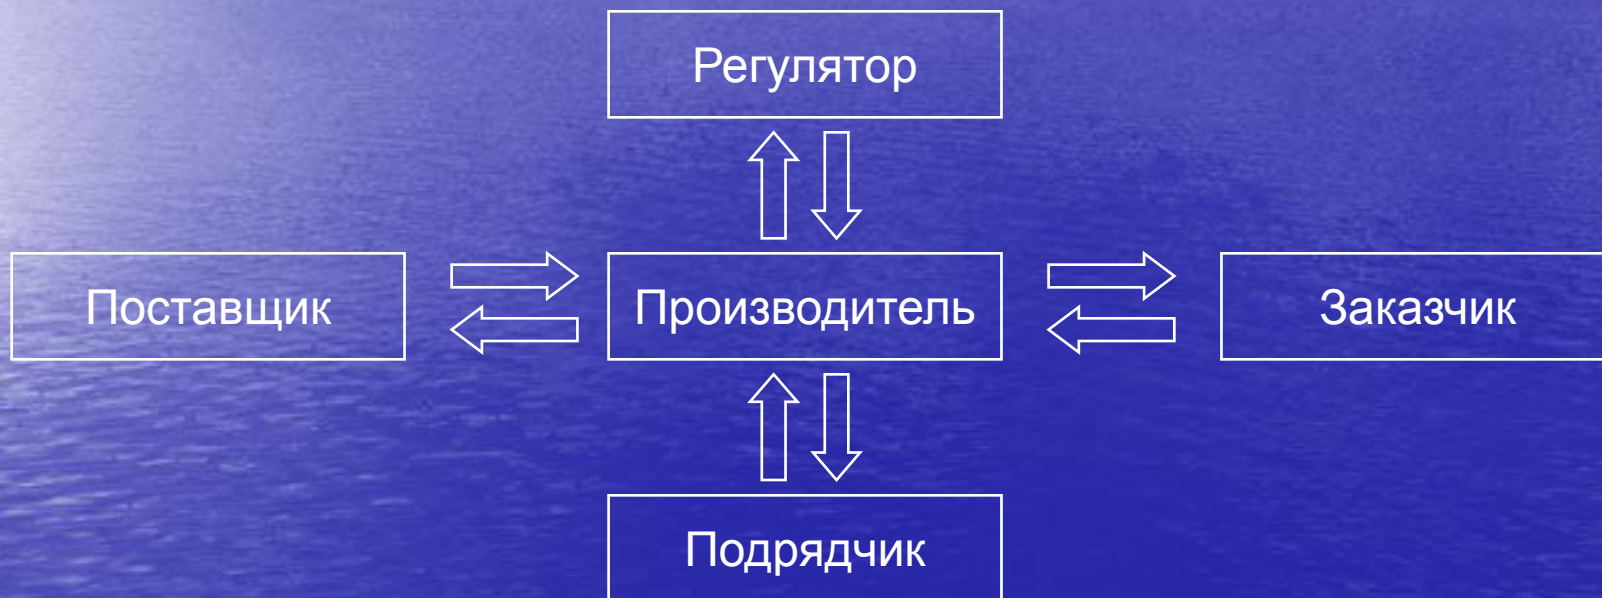 Регулятор
Поставщик
Производитель
Заказчик
Подрядчик